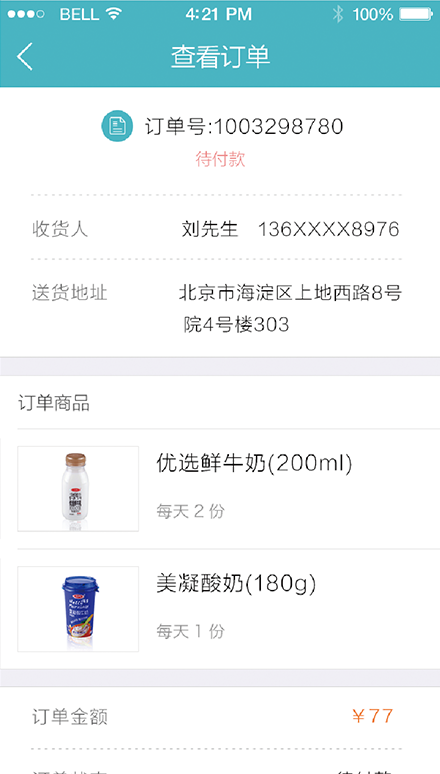 BELL 4:21 PM 100%
查看订单
订单号:1003298780
待付款
收货人 刘先生 136XXXX8976
送货地址 北京市海淀区上地西路8号
院4号楼303
订单商品
优选鲜牛奶(200ml)
每天 2 份
美凝酸奶(180g)
每天 1 份
订单金额 ¥77